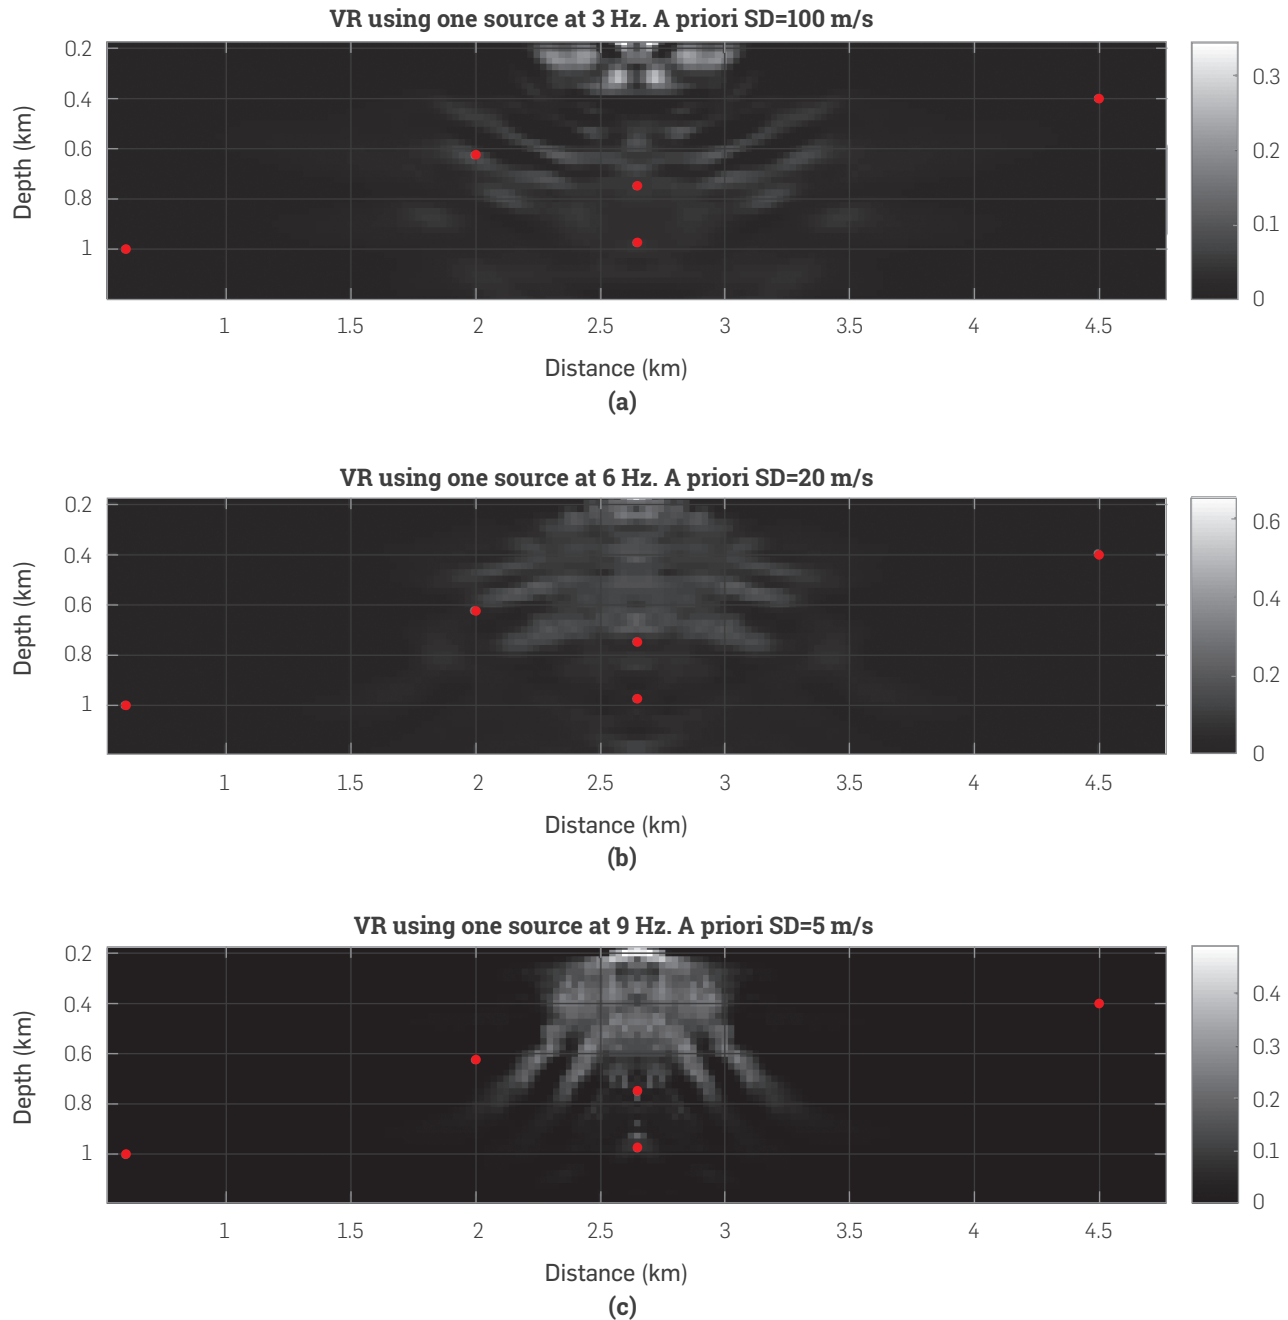 VR using one source at 3 Hz. A priori SD=100 m/s
0.2
0.4
0.6
0.8
1
Depth (km)
0.3
0.2
0.1
0
1 1.5 2 2.5 3 3.5 4 4.5
Distance (km)
(a)
VR using one source at 6 Hz. A priori SD=20 m/s
0.2
0.4
0.6
0.8
1
Depth (km)
0.6
0.4
0.2
0
1 1.5 2 2.5 3 3.5 4 4.5
Distance (km)
(b)
VR using one source at 9 Hz. A priori SD=5 m/s
0.2
0.4
0.6
0.8
1
Depth (km)
0.4
0.3
0.2
0.1
0
1 1.5 2 2.5 3 3.5 4 4.5
Distance (km)
(c)